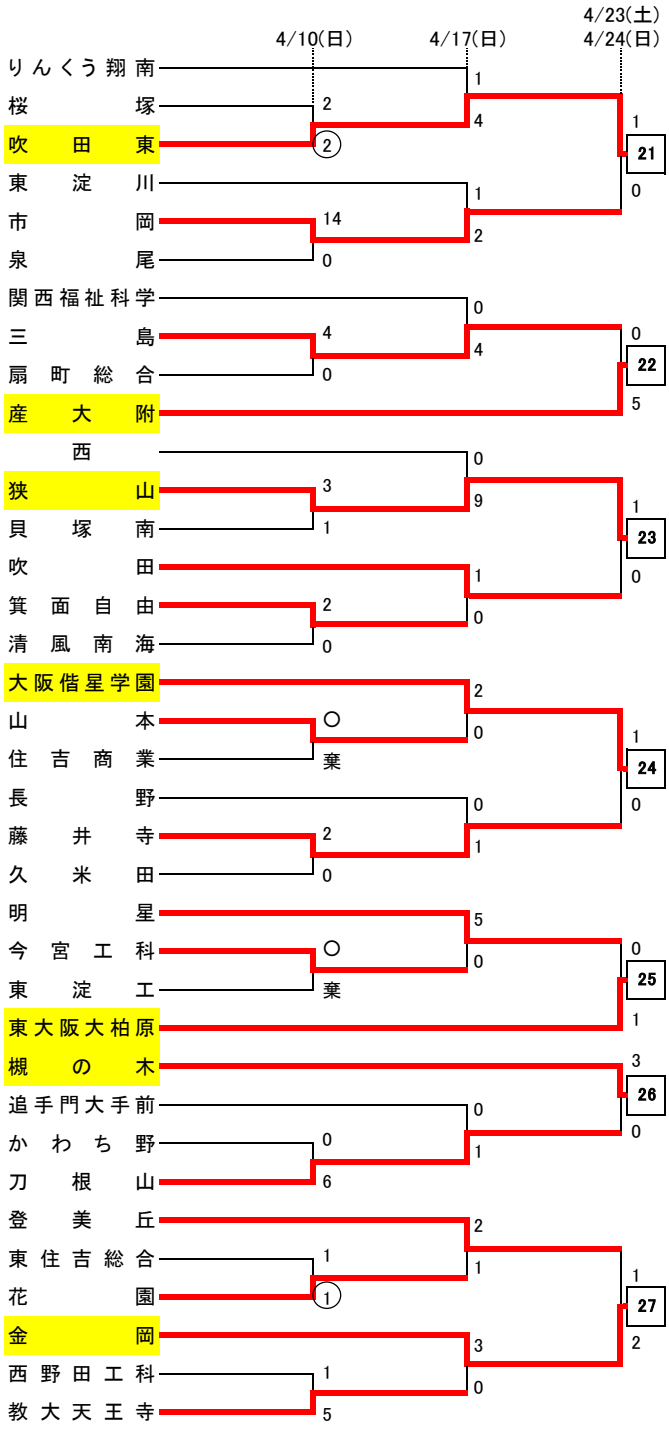 4/23(土)
4/10(日) 4/17(日) 4/24(日)
りんくう翔南
1
桜塚 2
4 1
吹田東 ② 21
東淀川 1 0
市岡 14
2
泉尾 0
関西福祉科学 0
三島 4 0
4 22
扇町総合 0
産大附 5
西 0
狭山 3
9 1
貝塚南 1 23
吹田 1 0
箕面自由 2 0
清風南海 0
大阪偕星学園 2
山本 〇 0 1
住吉商業 棄 24
長野 0 0
藤井寺 2
1
久米田 0
明星 5
今宮工科 〇 0 0
東淀工 棄 25
東大阪大柏原 1
槻の木 3
追手門大手前 0 26
かわち野 0 0
1
刀根山 6
登美丘 2
東住吉総合 1 1 1
花園 ① 27
金岡 3 2
西野田工科 1 0
教大天王寺 5